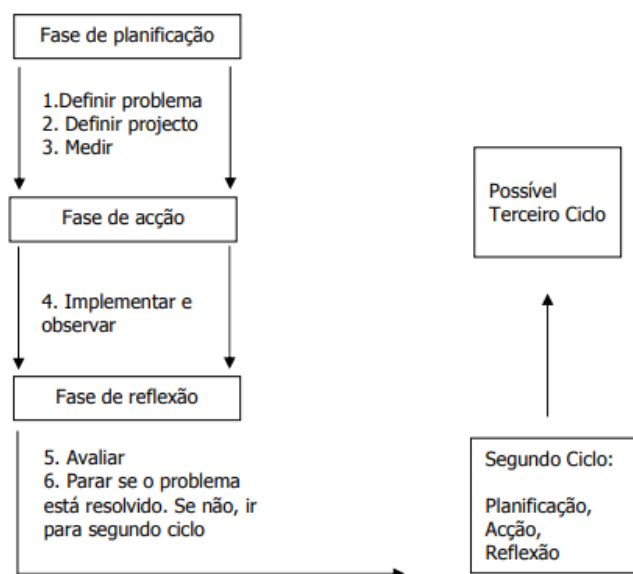 Fase de planificação
1.Definir problema
2. Definir projecto
3. Medir
Fase de acção
4. Implementar e
observar
Fase de reflexão
5. Avaliar
6. Parar se o problema
está resolvido. Se não, ir
para segundo ciclo
Segundo Ciclo:
Planificação,
Acção,
Reflexão
Possível
Terceiro Ciclo